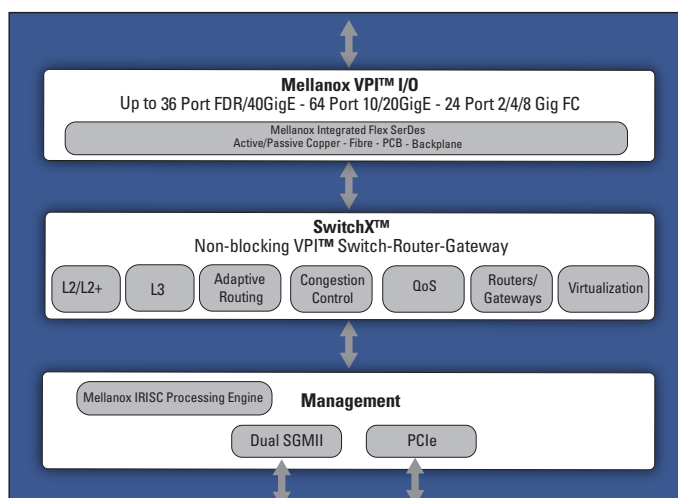 Mellanox VPI™ I/O
Up to 36 Port FDR/40GigE - 64 Port 10/20GigE - 24 Port 2/4/8 Gig FC
Mellanox Integrated Flex SerDes
Active/Passive Copper - Fibre - PCB - Backplane
SwitchX™
Non-blocking VPI™ Switch-Router-Gateway
L2/L2+
L3
Adaptive
Routing
Congestion
Control
QoS
Routers/
Gateways
Virtualization
Mellanox IRISC Processing Engine
Management
Dual SGMII
PCIe